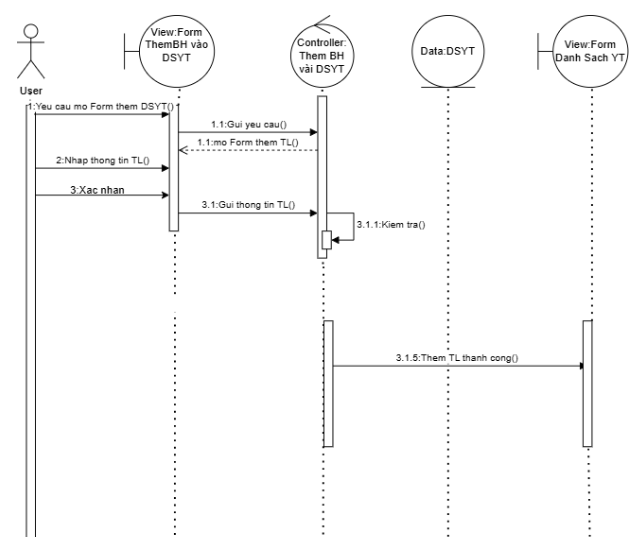 View:Form
ThemBH vào
DSYT
Controller:
Them BH
vài DSYT
Data:DSYT
View:Form
Danh Sach YT
User
1:Yeu cau mo Form them DSYT()
1.1:Gui yeu cau()
1.1:mo Form them TL()
2:Nhap thong tin TL()
3:Xac nhan
3.1:Gui thong tin TL()
3.1.1:Kiem tra()
3.1.5:Them TL thanh cong()